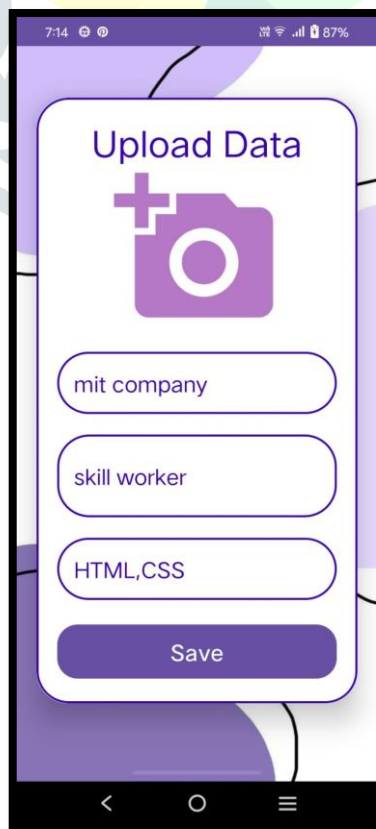 7:14
87%
Upload Data
mit company
skill worker
HTML,CSS
Save